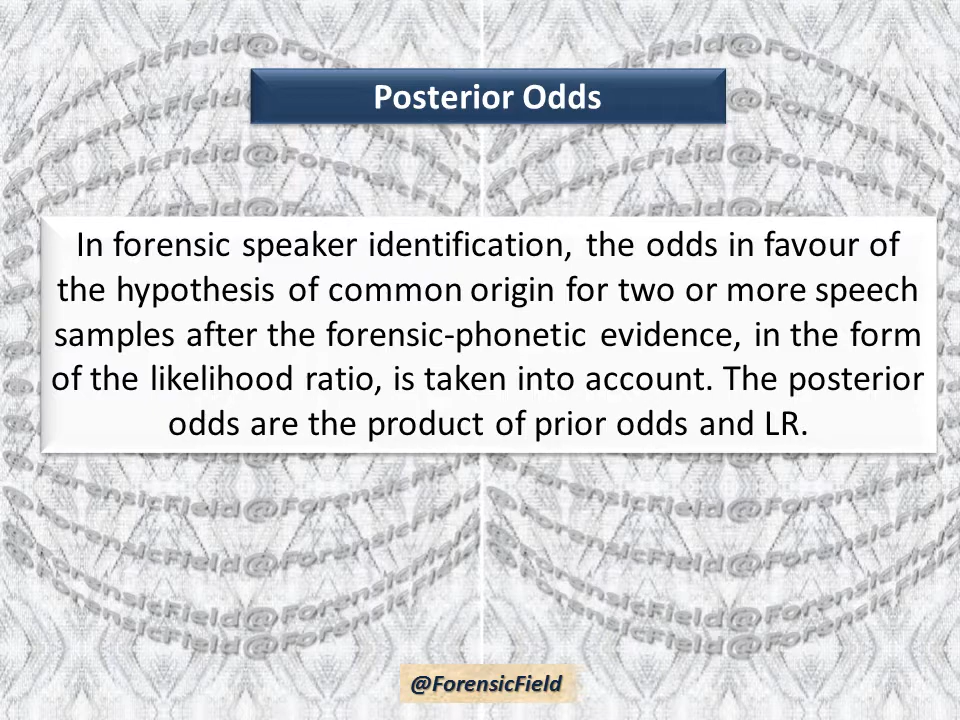 Posterior Odds
In forensic speaker identification, the odds in favour of
the hypothesis of common origin for two or more speech
samples after the forensic-phonetic evidence, in the form
of the likelihood ratio, is taken into account. The posterior
odds are the product of prior odds and LR.
@ForensicField